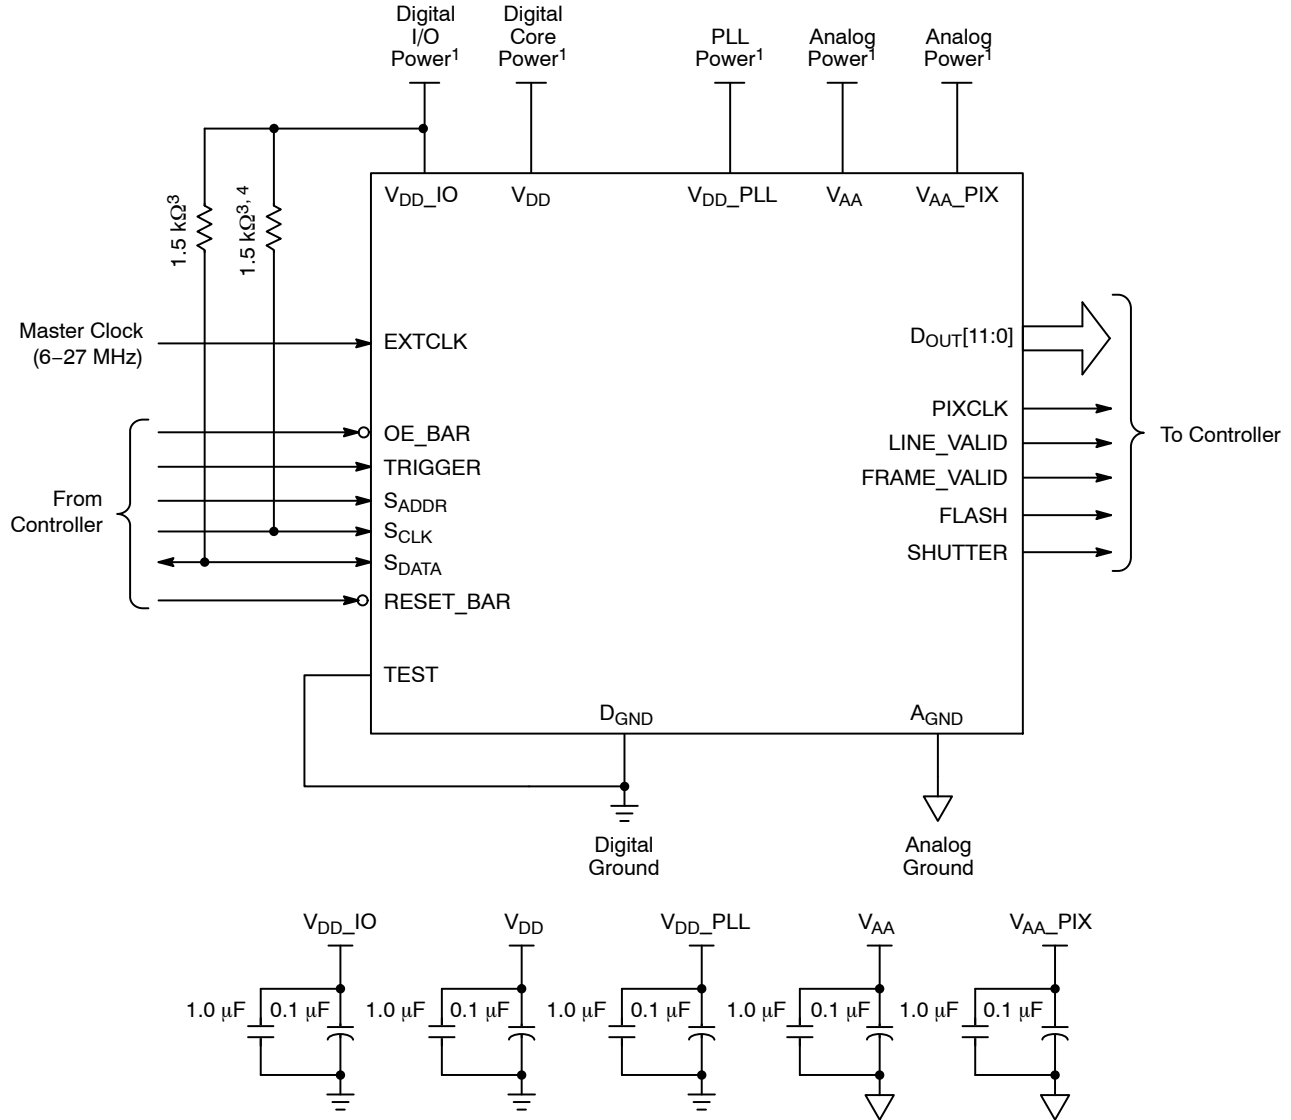 Digital
I/O
Power1
Digital
Core
Power1
PLL
Power1
Analog
Power1
Analog
Power1
VDD_IO
VDD
VDD_PLL
VAA
VAA_PIX
1.5 kΩ3
1.5 kΩ3, 4
Master Clock
(6–27 MHz)
EXTCLK
DOUT[11:0]
From
Controller
OE_BAR
TRIGGER
SADDR
SCLK
SDATA
RESET_BAR
TEST
PIXCLK
LINE_VALID
FRAME_VALID
FLASH
SHUTTER
To Controller
DGND
AGND
Digital
Ground
Analog
Ground
VDD_IO
VDD
VDD_PLL
VAA
VAA_PIX
1.0 μF 0.1 μF
1.0 μF 0.1 μF
1.0 μF 0.1 μF
1.0 μF 0.1 μF
1.0 μF 0.1 μF